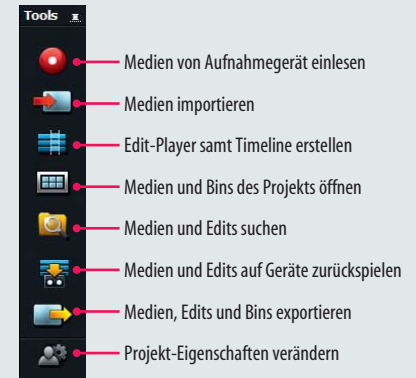 Tools
Medien von Aufnahmegerät einlesen
Medien importieren
Edit-Player samt Timeline erstellen
Medien und Bins des Projekts öffnen
Medien und Edits suchen
Medien und Edits auf Geräte zurückspielen
Medien, Edits und Bins exportieren
Projekt-Eigenschaften verändern